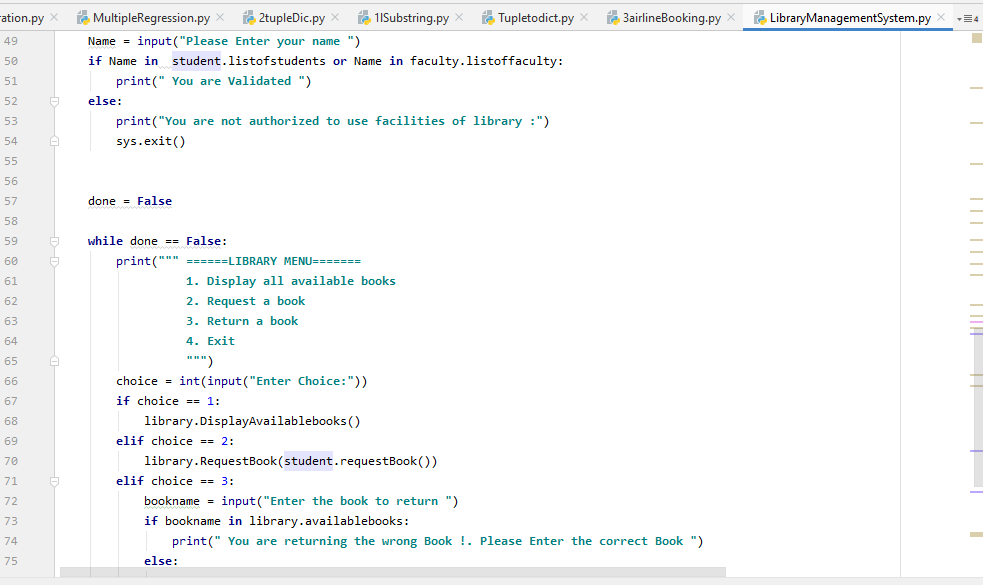 ration.py MultipleRegression.py 2tupleDic.py 1lSubstring.py Tupletodict.py 3airlineBooking.py LibraryManagementSystem.py 4
49 Name = input("Please Enter your name ")
50 if Name in  student.listofstudents or Name in faculty.listoffaculty:
51 print(" You are Validated ")
52 else:
53 print("You are not authorized to use facilities of library :")
54 sys.exit()
55
56
57 done = False
58
59 while done == False:
60 print(""" ======LIBRARY MENU=======
61 1. Display all available books
62 2. Request a book
63 3. Return a book
64 4. Exit
65 """)
66 choice = int(input("Enter Choice:"))
67 if choice == 1:
68 library.DisplayAvailablebooks()
69 elif choice == 2:
70 library.RequestBook(student.requestBook())
71 elif choice == 3:
72 bookname = input("Enter the book to return ")
73 if bookname in library.availablebooks:
74 print(" You are returning the wrong Book !. Please Enter the correct Book ")
75 else: